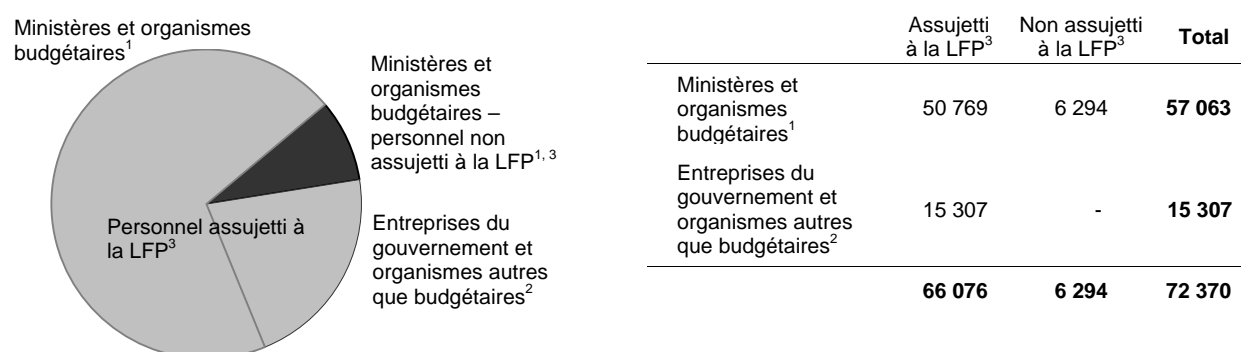 Ministères et organismes
budgétaires1
Ministères et
organismes
budgétaires –
personnel non
assujetti à la LFP1, 3
Personnel assujetti à
la LFP3
Entreprises du
gouvernement et
organismes autres
que budgétaires2
Assujetti
à la LFP3
Non assujetti
à la LFP3
Total
Ministères et
organismes
budgétaires1
50 769 6 294 57 063
Entreprises du
gouvernement et
organismes autres
que budgétaires2
15 307 - 15 307
66 076 6 294 72 370